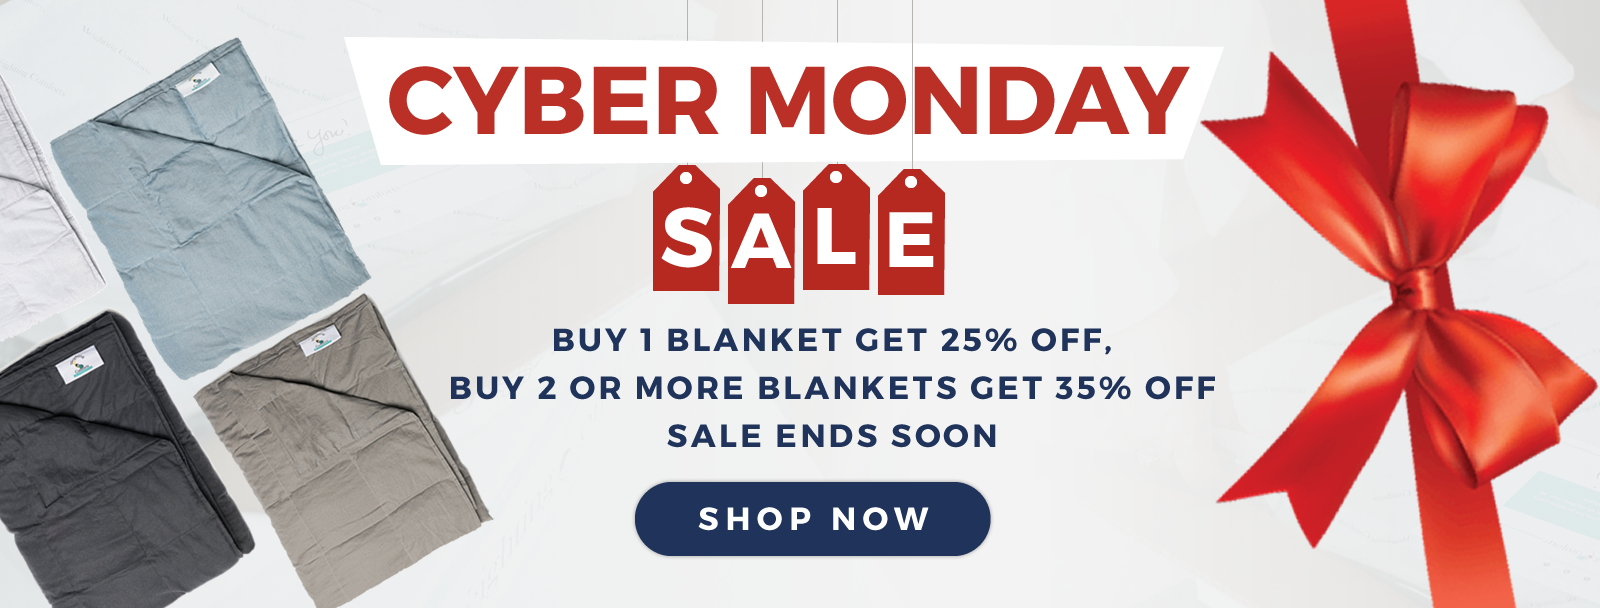 CYBER MONDAY
SALE
BUY 1 BLANKET GET 25% OFF,
BUY 2 OR MORE BLANKETS GET 35% OFF
SALE ENDS SOON
SHOP NOW
you?